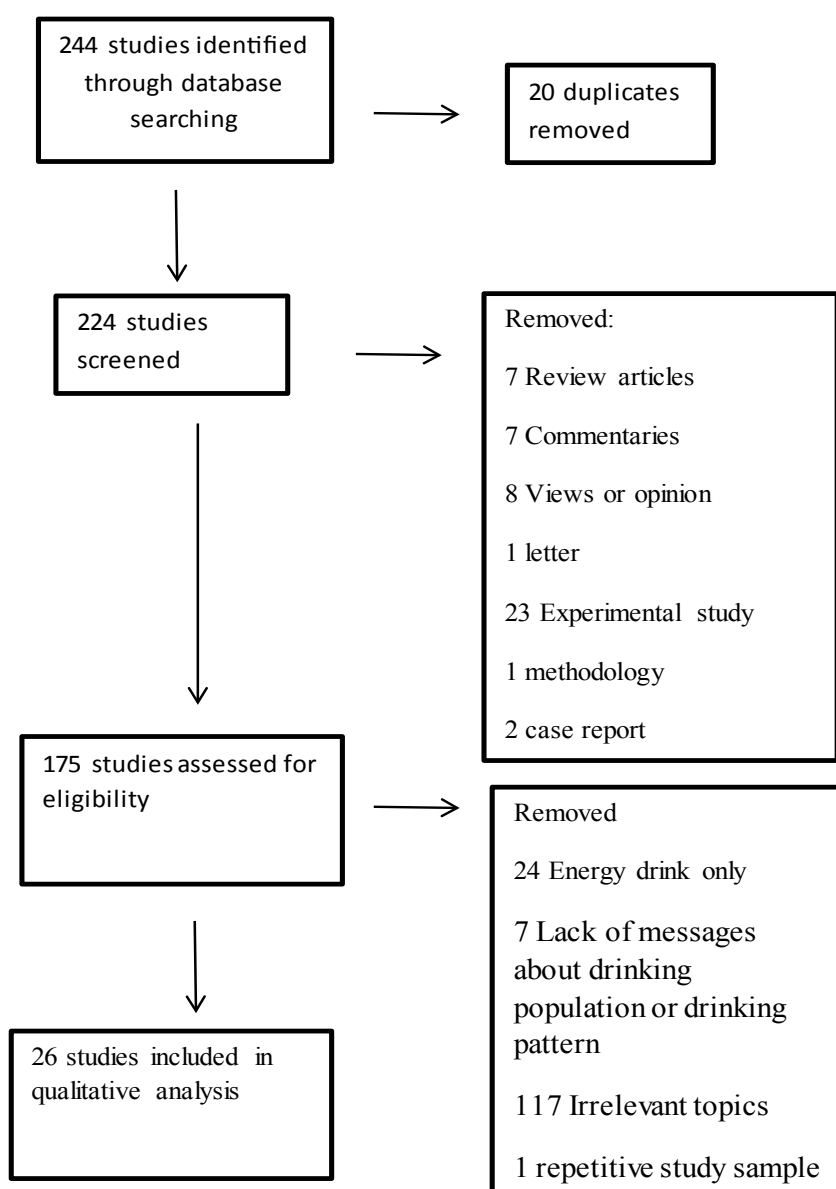 244 studies identified
through database
searching
20 duplicates
removed
224 studies
screened
Removed:
7 Review articles
7 Commentaries
8 Views or opinion
1 letter
23 Experimental study
1 methodology
2 case report
175 studies assessed for
eligibility
Removed
24 Energy drink only
7 Lack of messages
about drinking
population or drinking
pattern
117 Irrelevant topics
1 repetitive study sample
26 studies included in
qualitative analysis